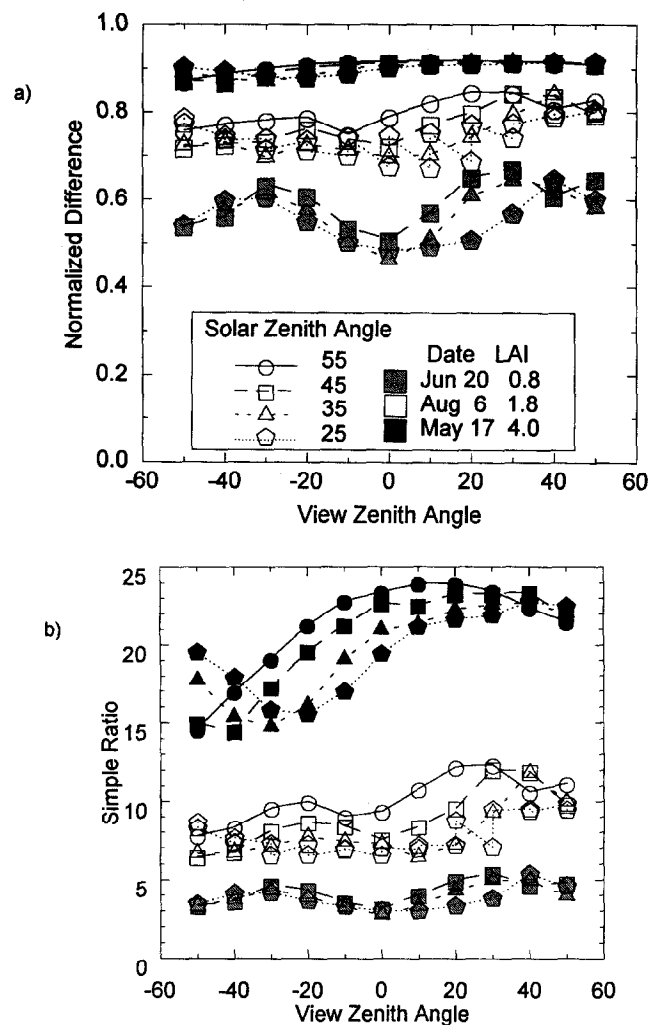 a)
Normalized Difference
1.0
0.8
0.6
0.4
0.2
0.0
Solar Zenith Angle
55
45
35
25
Date LAI
Jun 20 0.8
Aug 6 1.8
May 17 4.0
-60 -40 -20 0 20 40 60
View Zenith Angle
b)
Simple Ratio
25
20
15
10
5
0
-60 -40 -20 0 20 40 60
View Zenith Angle